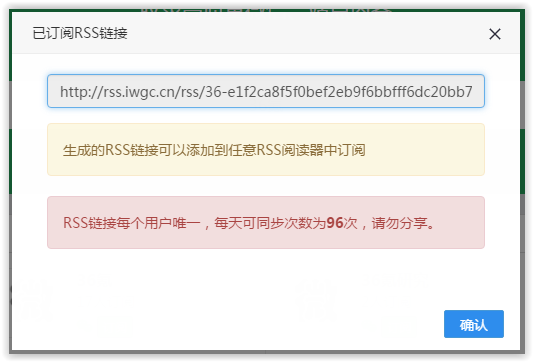 已订阅RSS链接
http://rss.iwgc.cn/rss/36-e1f2ca8f5f0bef2eb9f6bbfff6dc20bb7
生成的RSS链接可以添加到任意RSS阅读器中订阅
RSS链接每个用户唯一，每天可同步次数为96次，请勿分享。
确认